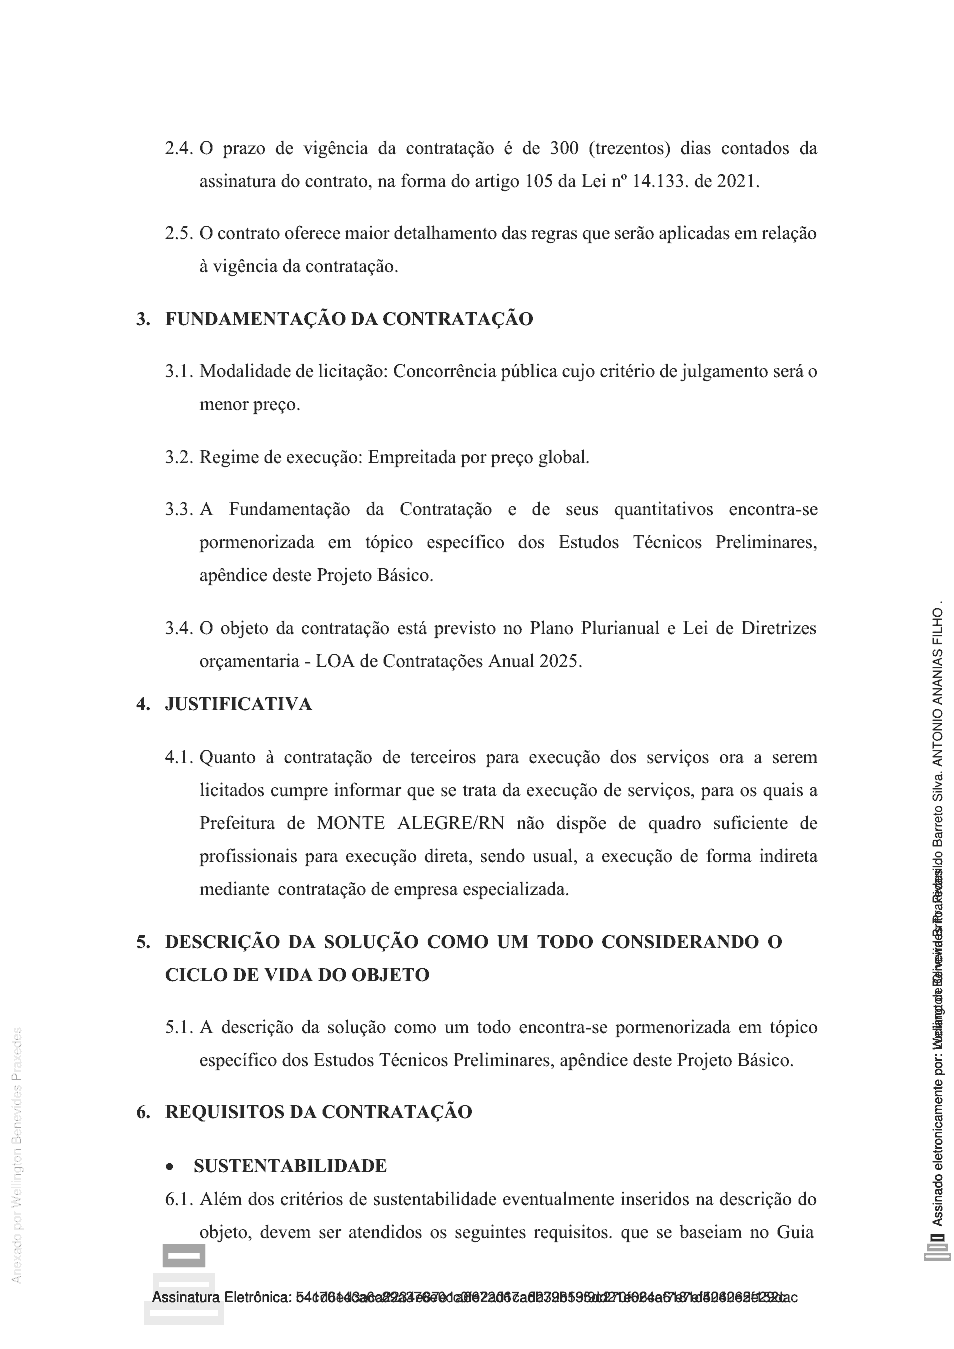 2.4. O prazo de vigência da contratação é de 300 (trezentos) dias contados da
assinatura do contrato, na forma do artigo 105 da Lei nº 14.133. de 2021.
2.5. O contrato oferece maior detalhamento das regras que serão aplicadas em relação
à vigência da contratação.
3. FUNDAMENTAÇÃO DA CONTRATAÇÃO
3.1. Modalidade de licitação: Concorrência pública cujo critério de julgamento será o
menor preço.
3.2. Regime de execução: Empreitada por preço global.
3.3. A Fundamentação da Contratação e de seus quantitativos encontra-se
pormenorizada em tópico específico dos Estudos Técnicos Preliminares,
apêndice deste Projeto Básico.
3.4. O objeto da contratação está previsto no Plano Plurianual e Lei de Diretrizes
orçamentaria - LOA de Contratações Anual 2025.
4. JUSTIFICATIVA
4.1. Quanto à contratação de terceiros para execução dos serviços ora a serem
licitados cumpre informar que se trata da execução de serviços, para os quais a
Prefeitura de MONTE ALEGRE/RN não dispõe de quadro suficiente de
profissionais para execução direta, sendo usual, a execução de forma indireta
mediante contratação de empresa especializada.
5. DESCRIÇÃO DA SOLUÇÃO COMO UM TODO CONSIDERANDO O
CICLO DE VIDA DO OBJETO
5.1. A descrição da solução como um todo encontra-se pormenorizada em tópico
específico dos Estudos Técnicos Preliminares, apêndice deste Projeto Básico.
6. REQUISITOS DA CONTRATAÇÃO
• SUSTENTABILIDADE
6.1. Além dos critérios de sustentabilidade eventualmente inseridos na descrição do
objeto, devem ser atendidos os seguintes requisitos. que se baseiam no Guia
Assinatura Eletrônica:
Anexado por Wellington Benevides Praxedes
Assinado eletronicamente por: Barreto Silva. ANTONIO ANANIAS FILHO .